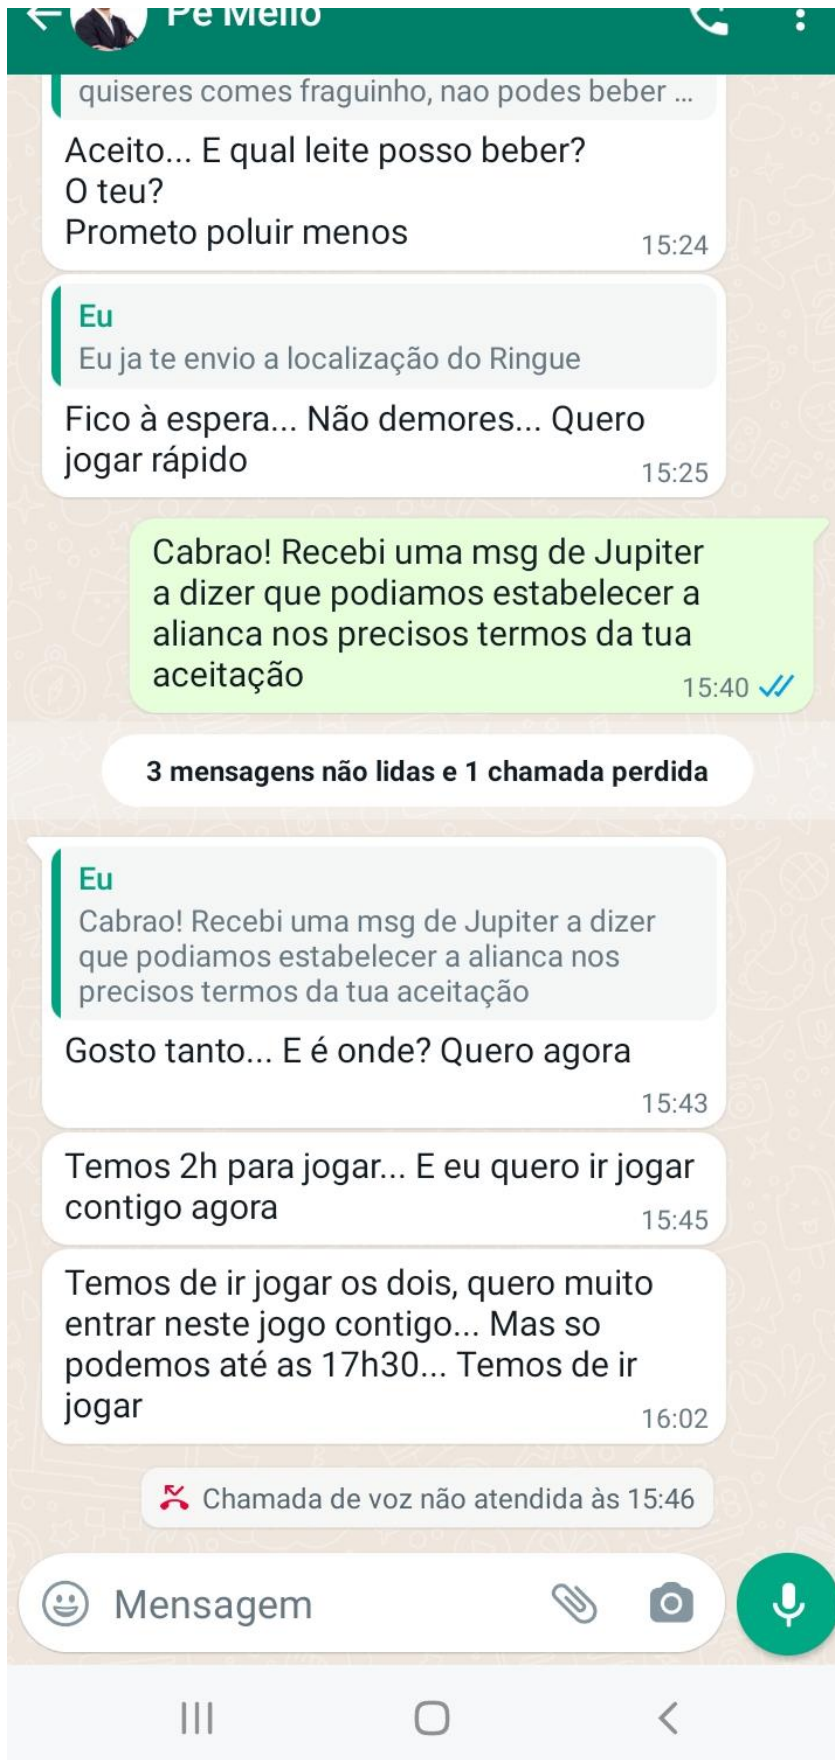 Pe Mello
quiseres comes fraguinho, nao podes beber ...
Aceito... E qual leite posso beber?
O teu?
Prometo poluir menos
15:24
Eu
Eu ja te envio a localização do Ringue
Fico à espera... Não demores... Quero
jogar rápido
15:25
Cabrao! Recebi uma msg de Jupiter
a dizer que podiamos estabelecer a
alianca nos precisos termos da tua
aceitação
15:40
3 mensagens não lidas e 1 chamada perdida
Eu
Cabrao! Recebi uma msg de Jupiter a dizer
que podiamos estabelecer a alianca nos
precisos termos da tua aceitação
Gosto tanto... E é onde? Quero agora
15:43
Temos 2h para jogar... E eu quero ir jogar
contigo agora
15:45
Temos de ir jogar os dois, quero muito
entrar neste jogo contigo... Mas so
podemos até as 17h30... Temos de ir
jogar
16:02
Chamada de voz não atendida às 15:46
Mensagem